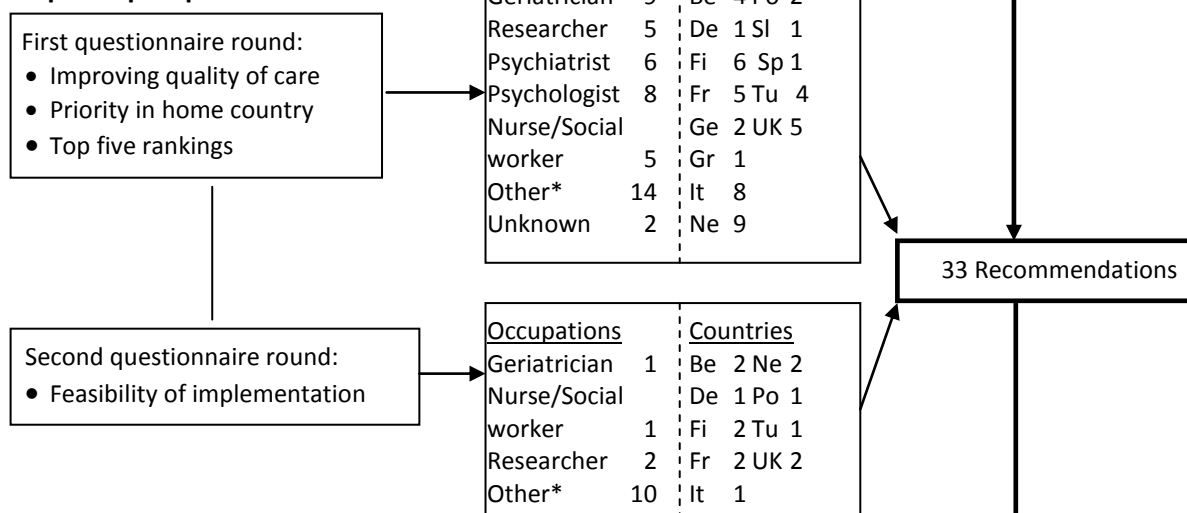 First questionnaire round:
• Improving quality of care
• Priority in home country
• Top five rankings
Researcher 5 De 1 Sl 1
Psychiatrist 6 Fi 6 Sp 1
Psychologist 8 Fr 5 Tu 4
Nurse/Social Ge 2 UK 5
worker 5 Gr 1
Other* 14 It 8
Unknown 2 Ne 9
33 Recommendations
Second questionnaire round:
• Feasibility of implementation
Occupations Countries
Geriatrician 1 Be 2 Ne 2
Nurse/Social De 1 Po 1
worker 1 Fi 2 Tu 1
Researcher 2 Fr 2 UK 2
Other* 10 It 1